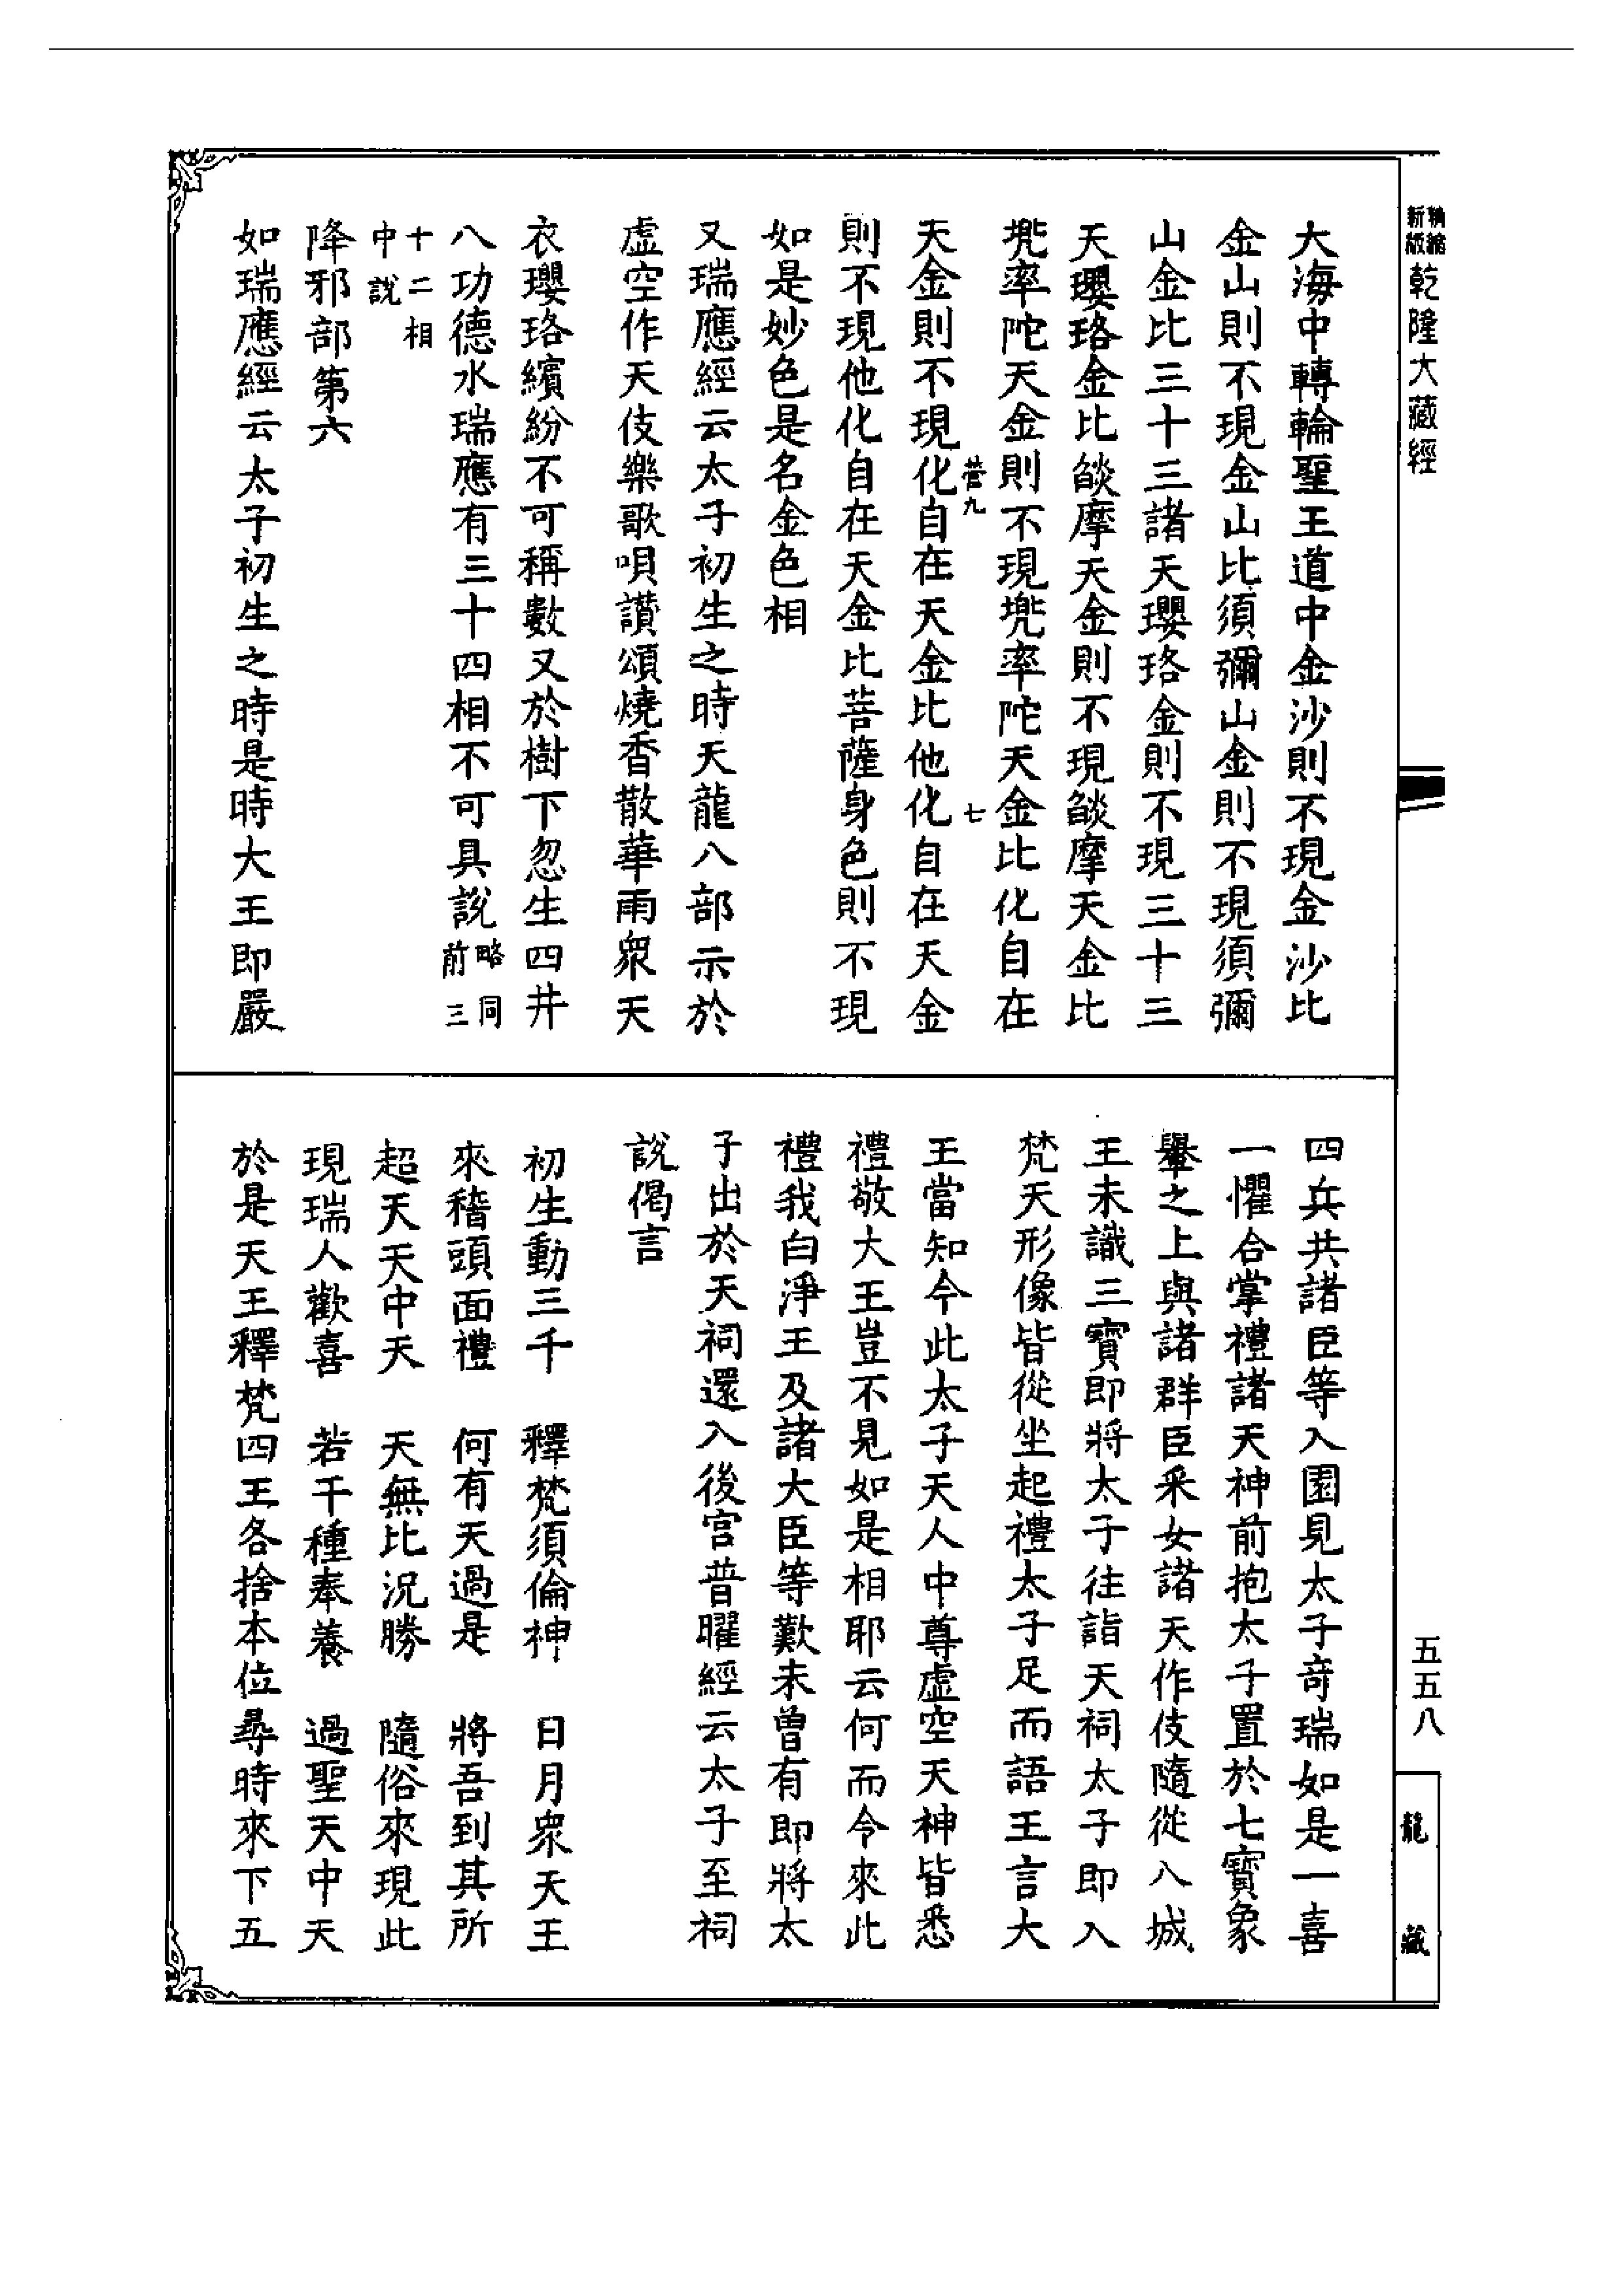 精縮新版乾隆大藏經
大海中轉輪聖王道中金沙則不現金沙比
金山則不現金山比須彌山金則不現須彌
山金比三十三諸天瓔珞金則不現三十三
天瓔珞金比焰摩天金則不現焰摩天金比
兠率陀天金則不現兠率陀天金比化自在
營九
七
天金則不現化自在天金比他化自在天金
則不現他化自在天金比菩薩身色則不現
如是妙色是名金色相
又瑞應經云太子初生之時天龍八部示於
虛空作天伎樂歌唄讚頌燒香散華雨衆天
衣瓔珞繽紛不可稱數又於樹下忽生四井
八功德水瑞應有三十四相不可具說略同前三
十二相中說
降邪部第六
如瑞應經云太子初生之時是時大王即嚴
四兵共諸臣等入園見太子奇瑞如是一喜
一懼合掌禮諸天神前抱太子置於七寶象
轝之上與諸群臣采女諸天作伎隨從入城
王未識三寶即將太子往詣天祠太子即入
梵天形像皆從坐起禮太子足而語王言大
王當知今此太子天人中尊虛空天神皆悉
禮敬大王豈不見如是相耶云何而今來此
禮我白淨王及諸大臣等歎未曾有即將太
子出於天祠還入後宮普曜經云太子至祠
說偈言
初生動三千　釋梵須倫神　日月衆天王
來稽頭面禮　何有天過是　將吾到其所
超天天中天　天無比況勝　隨俗來現此
現瑞人歡喜　若干種奉養　過聖天中天
於是天王釋梵四王各捨本位尋時來下五
五五八
龍藏